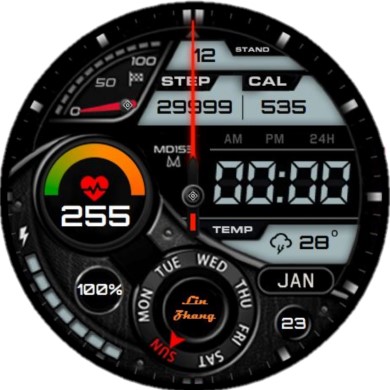 12 STAND
100
50
STEP CAL
29999 535
AM PM 24H
MD153
00:00
255
TEMP
28°
JAN
100%
23
SUN MON TUE WED THU FRI SAT
Lin
Zhang